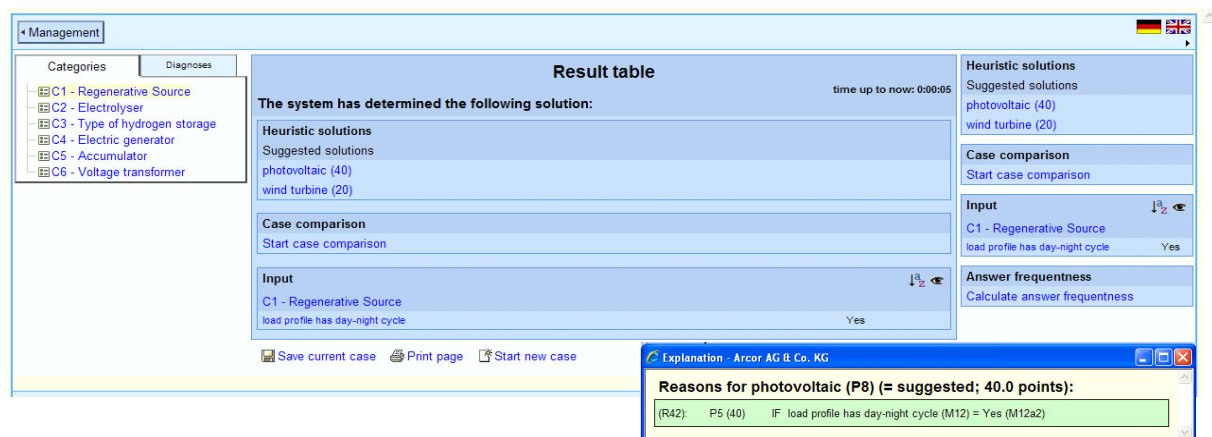 Management
Categories
Diagnoses
C1 - Regenerative Source
C2 - Electrolyser
C3 - Type of hydrogen storage
C4 - Electric generator
C5 - Accumulator
C6 - Voltage transformer
Result table
time up to now: 0:00:05
The system has determined the following solution:
Heuristic solutions
Suggested solutions
photovoltaic (40)
wind turbine (20)
Case comparison
Start case comparison
Input
C1 - Regenerative Source
load profile has day-night cycle Yes
Save current case Print page Start new case
Heuristic solutions
Suggested solutions
photovoltaic (40)
wind turbine (20)
Case comparison
Start case comparison
Input
C1 - Regenerative Source
load profile has day-night cycle Yes
Answer frequentness
Calculate answer frequentness
Explanation - Arcor AG & Co. KG
Reasons for photovoltaic (P8) (= suggested; 40.0 points):
(R42): P5 (40) IF load profile has day-night cycle (M12) = Yes (M12a2)